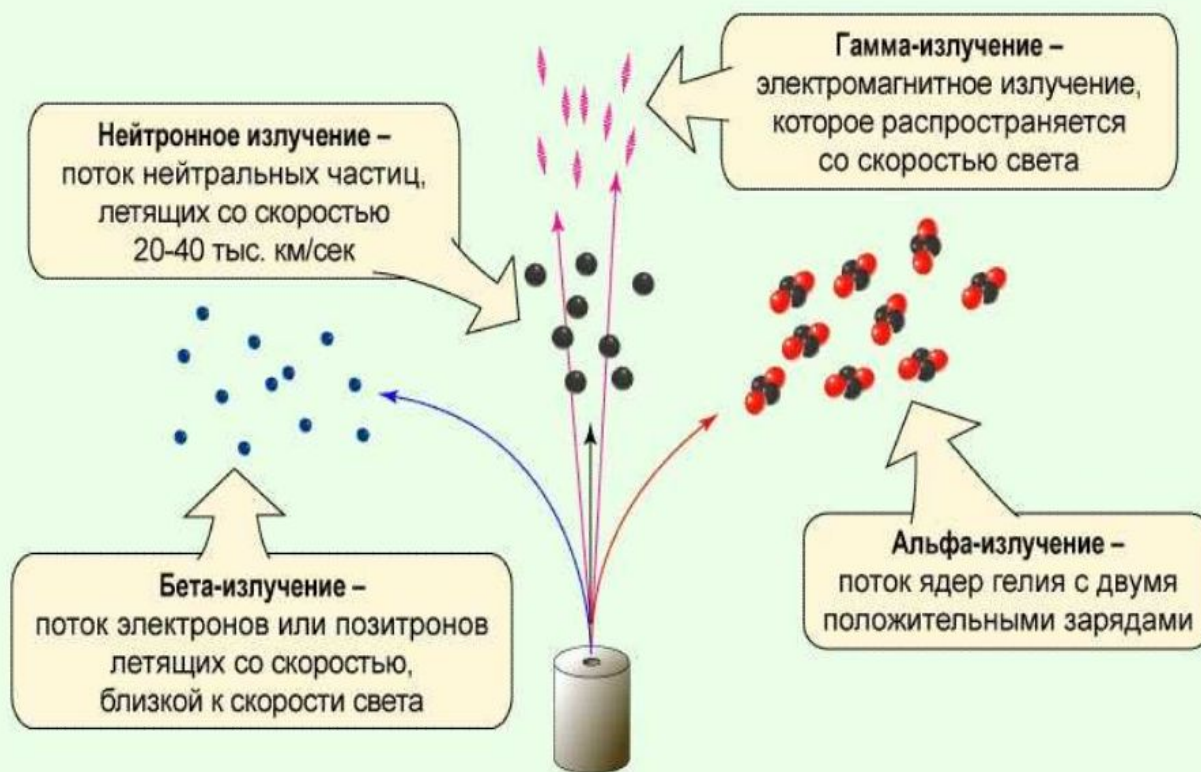 Гамма-излучение –
электромагнитное излучение,
которое распространяется
со скоростью света
Нейтронное излучение –
поток нейтральных частиц,
летящих со скоростью
20-40 тыс. км/сек
Бета-излучение –
поток электронов или позитронов
летящих со скоростью,
близкой к скорости света
Альфа-излучение –
поток ядер гелия с двумя
положительными зарядами